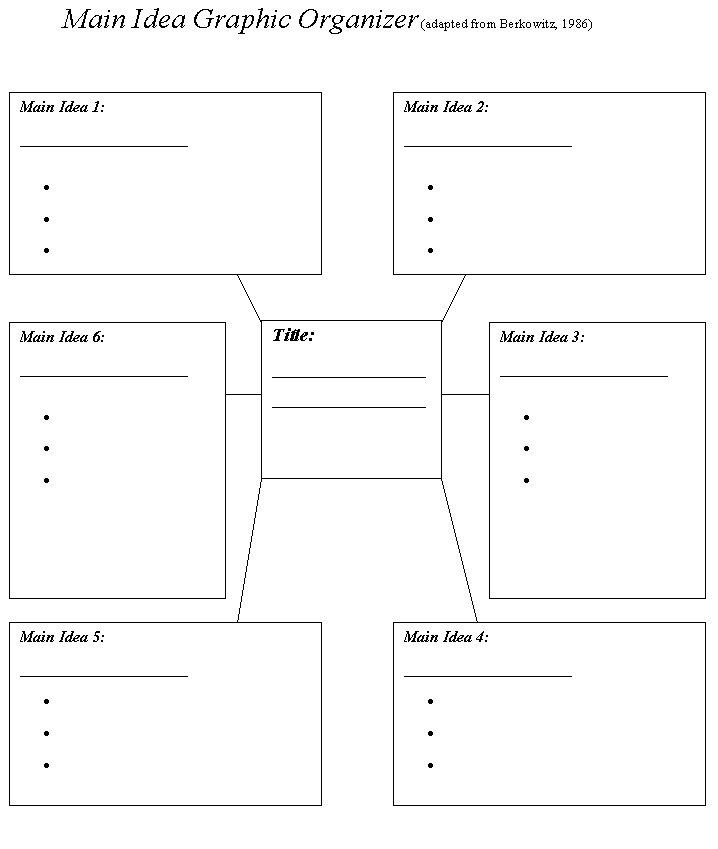 Main Idea Graphic Organizer (adapted from Berkowitz, 1986)
Main Idea 1:
Main Idea 2:
Main Idea 6:
Title:
Main Idea 3:
Main Idea 5:
Main Idea 4: